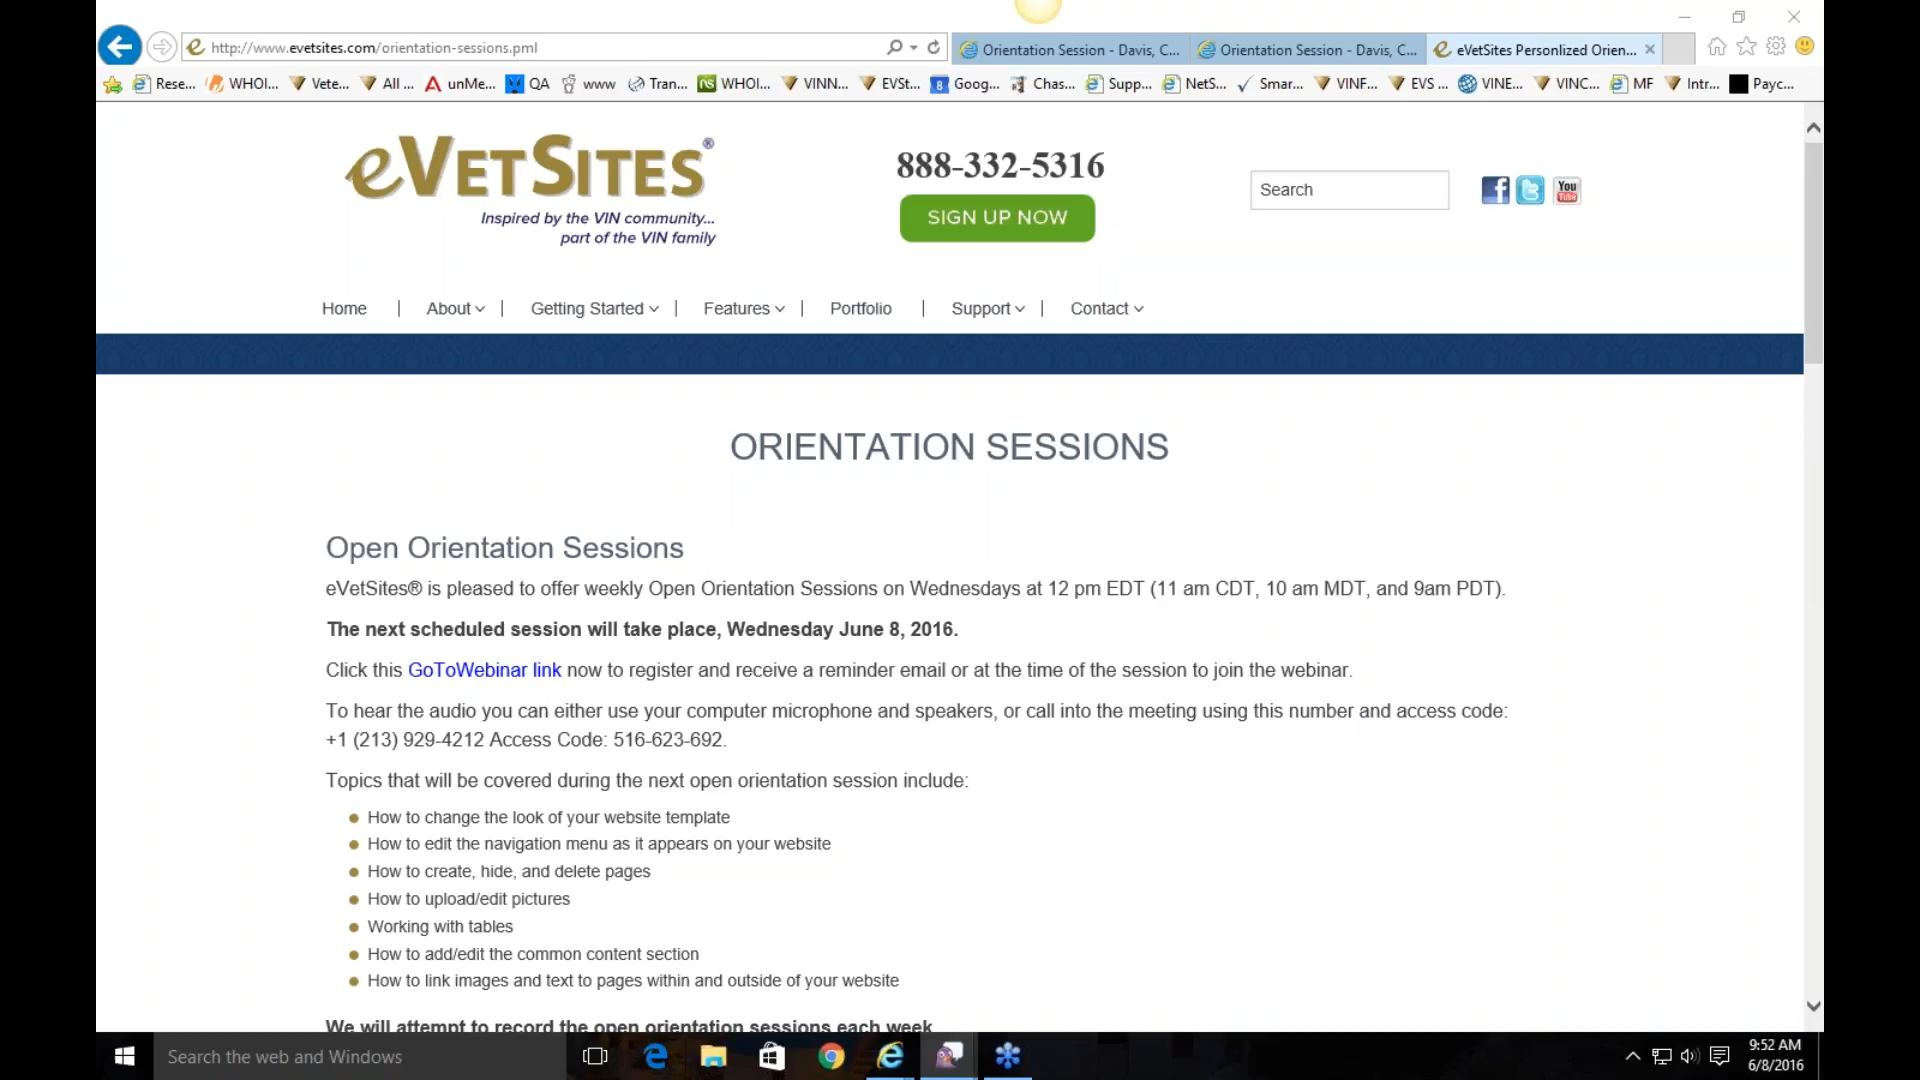 http://www.evetsites.com/orientation-sessions.pml
Orientation Session - Davis, C...
Orientation Session - Davis, C...
eVetSites Personlized Orien...
Rese...
WHOI...
Vete...
All ...
unMe...
QA
www
Tran...
WHOI...
VINN...
EVSt...
Goog...
Chas...
Supp...
NetS...
Smar...
VINF...
EVS ...
VINE...
VINC...
MF
Intr...
Payc...
eVetSites®
Inspired by the VIN community...
part of the VIN family
888-332-5316
SIGN UP NOW
Search
You
Tube
Home
About
Getting Started
Features
Portfolio
Support
Contact
ORIENTATION SESSIONS
Open Orientation Sessions
eVetSites® is pleased to offer weekly Open Orientation Sessions on Wednesdays at 12 pm EDT (11 am CDT, 10 am MDT, and 9am PDT).
The next scheduled session will take place, Wednesday June 8, 2016.
Click this GoToWebinar link now to register and receive a reminder email or at the time of the session to join the webinar.
To hear the audio you can either use your computer microphone and speakers, or call into the meeting using this number and access code:
+1 (213) 929-4212 Access Code: 516-623-692.
Topics that will be covered during the next open orientation session include:
How to change the look of your website template
How to edit the navigation menu as it appears on your website
How to create, hide, and delete pages
How to upload/edit pictures
Working with tables
How to add/edit the common content section
How to link images and text to pages within and outside of your website
We will attempt to record the open orientation sessions each week
Search the web and Windows
9:52 AM
6/8/2016